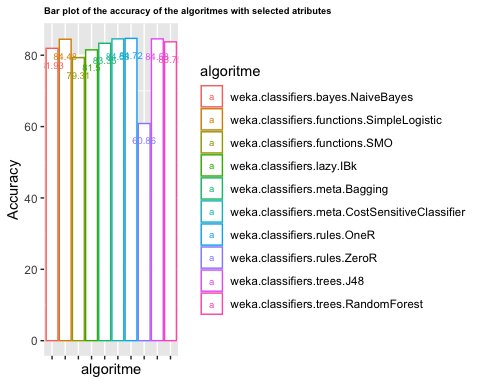 Bar plot of the accuracy of the algoritmes with selected atributes
80
60
40
20
0
Accuracy
algoritme
79.31
84.72
60.86
algoritme
a weka.classifiers.bayes.NaiveBayes
a weka.classifiers.functions.SimpleLogistic
a weka.classifiers.functions.SMO
a weka.classifiers.lazy.IBk
a weka.classifiers.meta.Bagging
a weka.classifiers.meta.CostSensitiveClassifier
a weka.classifiers.rules.OneR
a weka.classifiers.rules.ZeroR
a weka.classifiers.trees.J48
a weka.classifiers.trees.RandomForest